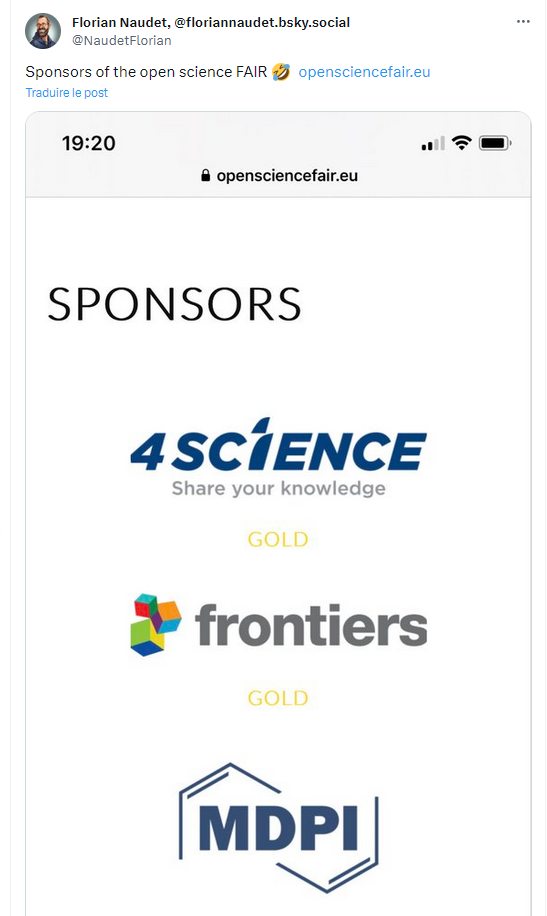 Florian Naudet, @floriannaudet.bsky.social
@NaudetFlorian
Sponsors of the open science FAIR 🤣 opensciencefair.eu
Traduire le post
19:20
opensciencefair.eu
SPONSORS
4SCIENCE
Share your knowledge
GOLD
frontiers
GOLD
MDPI